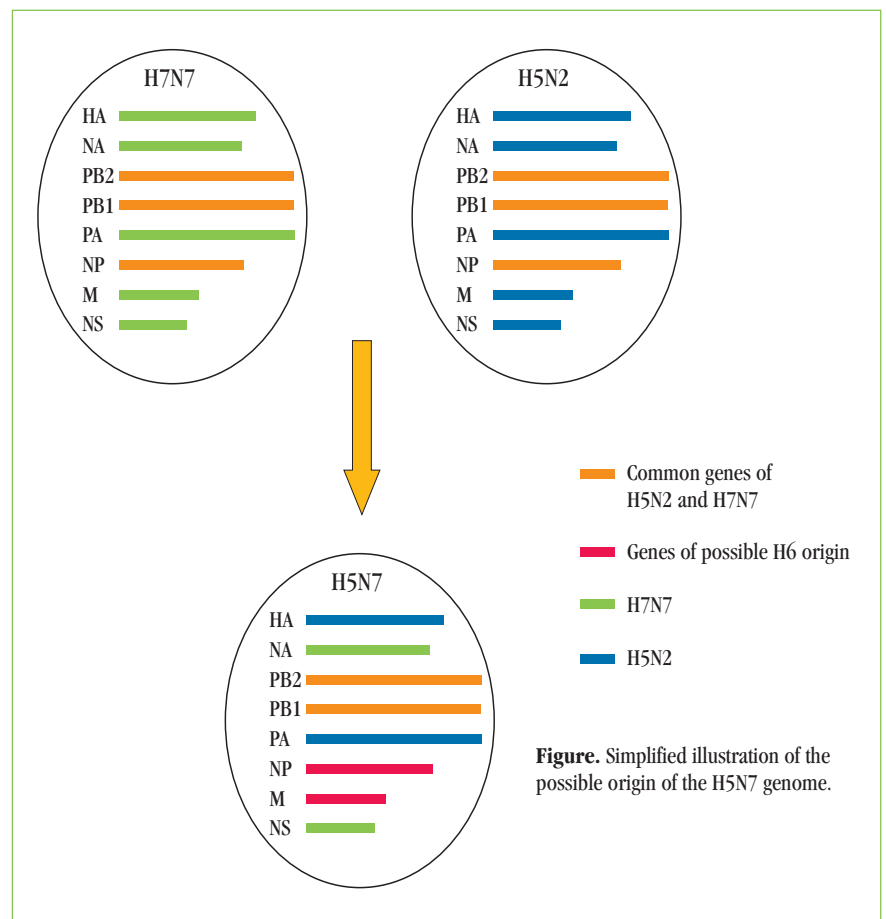 H7N7
HA
NA
PB2
PB1
PA
NP
M
NS
H5N2
HA
NA
PB2
PB1
PA
NP
M
NS
Common genes of
H5N2 and H7N7
Genes of possible H6 origin
H7N7
H5N2
H5N7
HA
NA
PB2
PB1
PA
NP
M
NS
Figure. Simplified illustration of the
possible origin of the H5N7 genome.